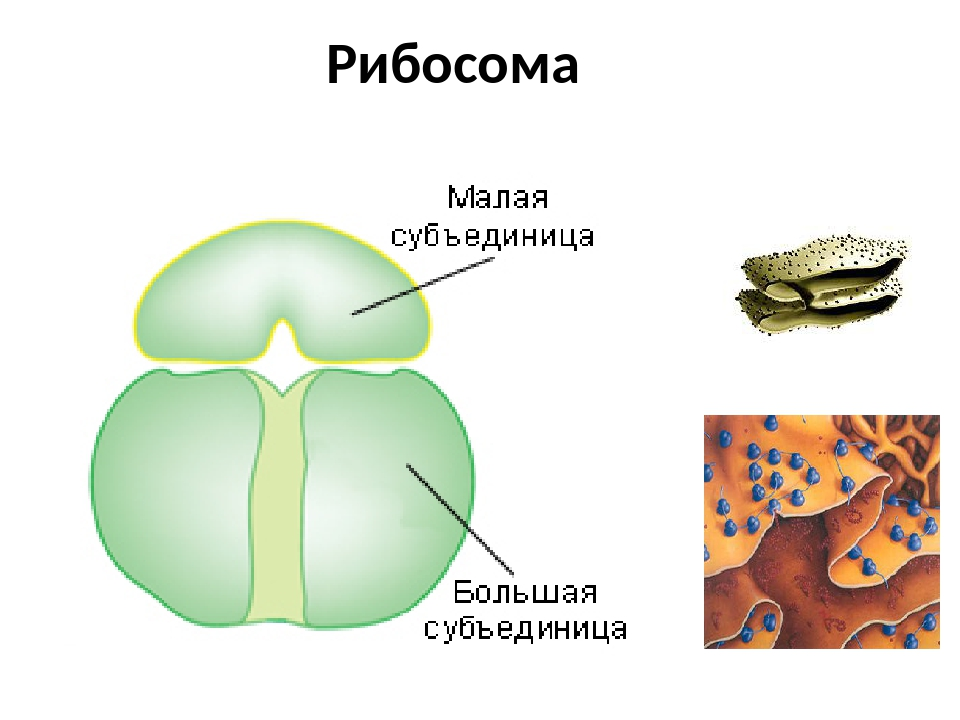 Рибосома
Малая
субъединица
Большая
субъединица